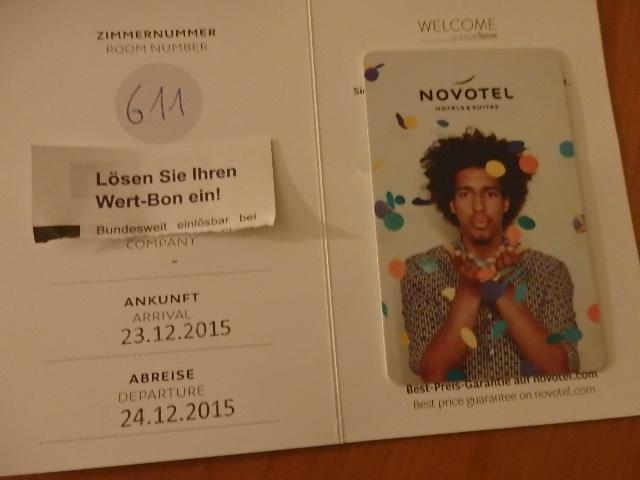 ZIMMERNUMMER
ROOM NUMBER
611
Lösen Sie Ihren
Wert-Bon ein!
Bundesweit einlösbar bei
COMPANY
-
ANKUNFT
ARRIVAL
23.12.2015
ABREISE
DEPARTURE
24.12.2015
WELCOME
NOVOTEL
HOTELS & SUITES
Best-Preis-Garantie auf novotel.com
Best price guarantee on novotel.com